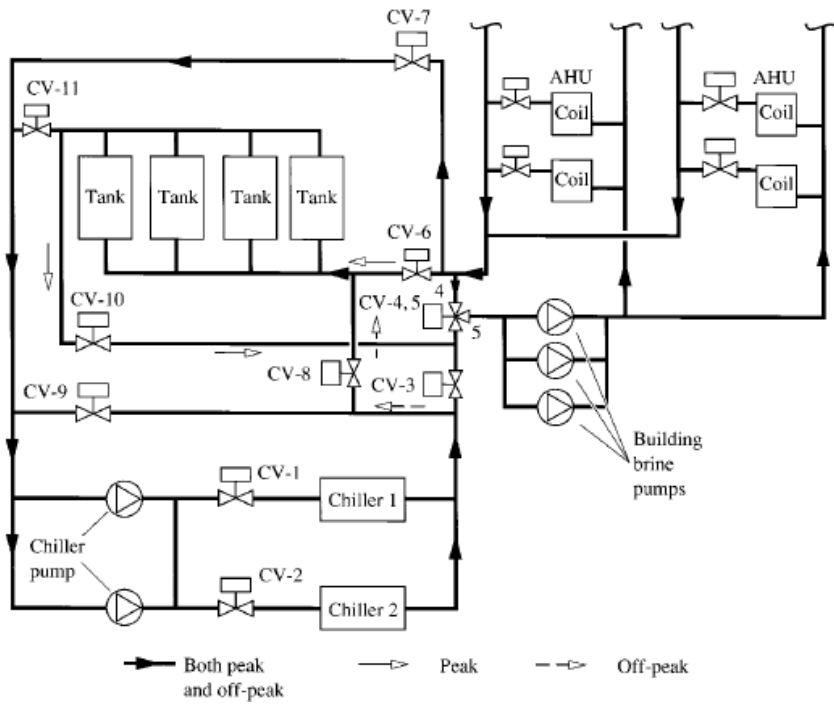 CV-7
CV-11
AHU
AHU
Coil
Coil
Tank
Tank
Tank
Tank
Coil
Coil
CV-6
CV-10
CV-4, 5
4
5
CV-8
CV-3
CV-9
Building
brine
pumps
CV-1
Chiller 1
Chiller
pump
CV-2
Chiller 2
Both peak
and off-peak
Peak
Off-peak